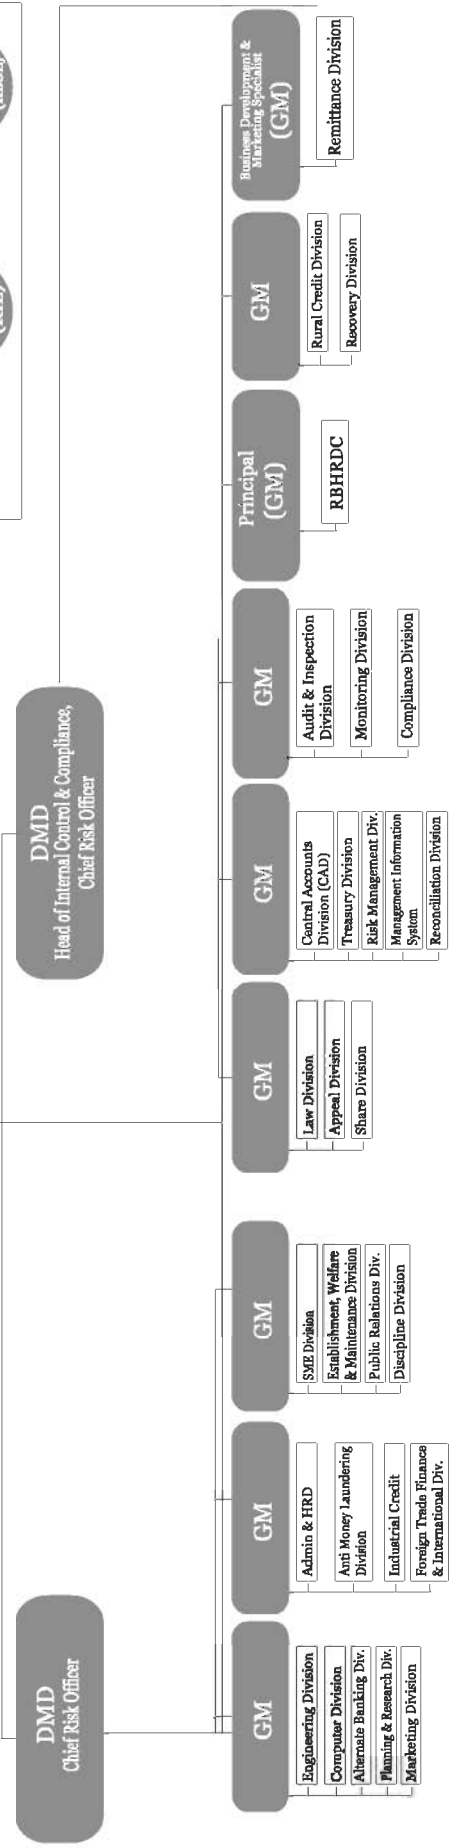 DMD
Chief Risk Officer
DMD
Head of Internal Control & Compliance,
Chief Risk Officer
GM
Engineering Division
Computer Division
Alternate Banking Div.
Planning & Research Div.
Marketing Division
GM
Admin & HRD
Anti Money Laundering
Division
Industrial Credit
Foreign Trade Finance
& International Div.
GM
SME Division
Establishment, Welfare
& Maintenance Division
Public Relations Div.
Discipline Division
GM
Law Division
Appeal Division
Share Division
GM
Central Accounts
Division (CAD)
Treasury Division
Risk Management Div.
Management Information
System
Reconciliation Division
GM
Audit & Inspection
Division
Monitoring Division
Compliance Division
Principal
(GM)
RBHRDC
GM
Rural Credit Division
Recovery Division
Business Development &
Marketing Specialist
(GM)
Remittance Division